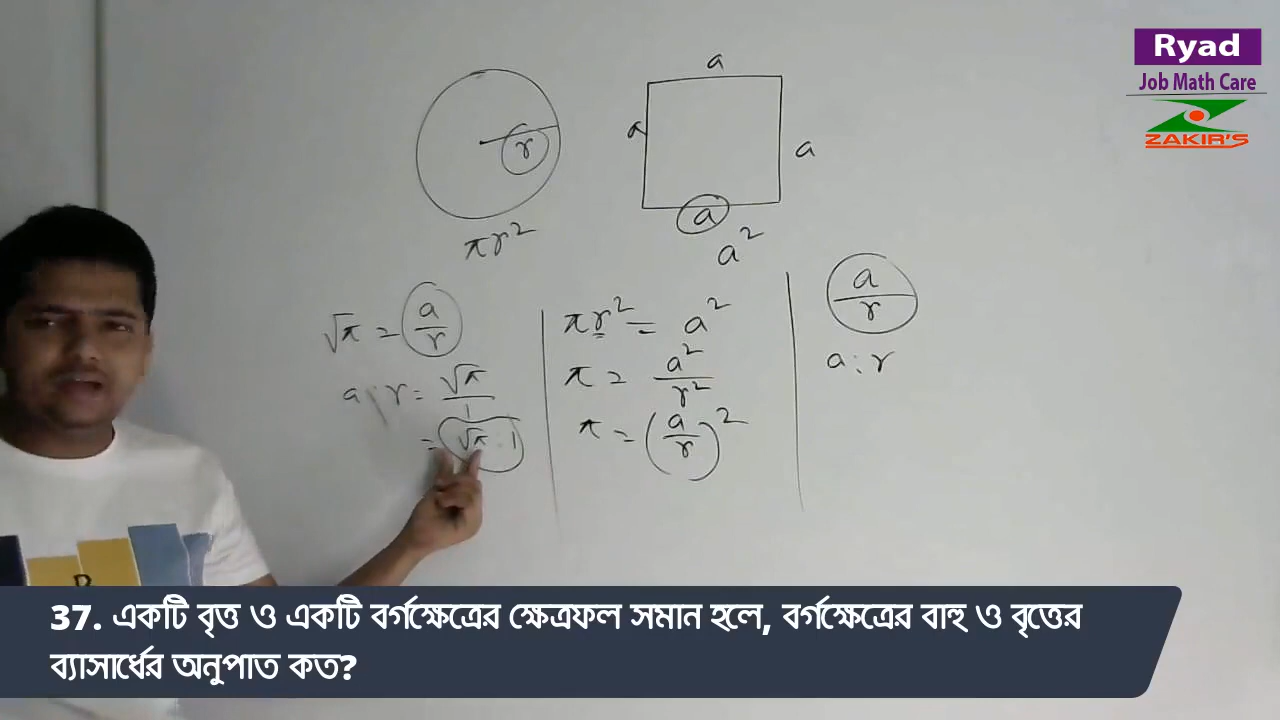 Ryad
Job Math Care
ZAKIR'S
r
πr²
a
a
a
a
a²
√π = a/r
a : r = √π/1
= √π : 1
πr² = a²
π = a²/r²
π = (a/r)²
a/r
a : r
37. একটি বৃত্ত ও একটি বর্গক্ষেত্রের ক্ষেত্রফল সমান হলে, বর্গক্ষেত্রের বাহু ও বৃত্তের
ব্যাসার্ধের অনুপাত কত?